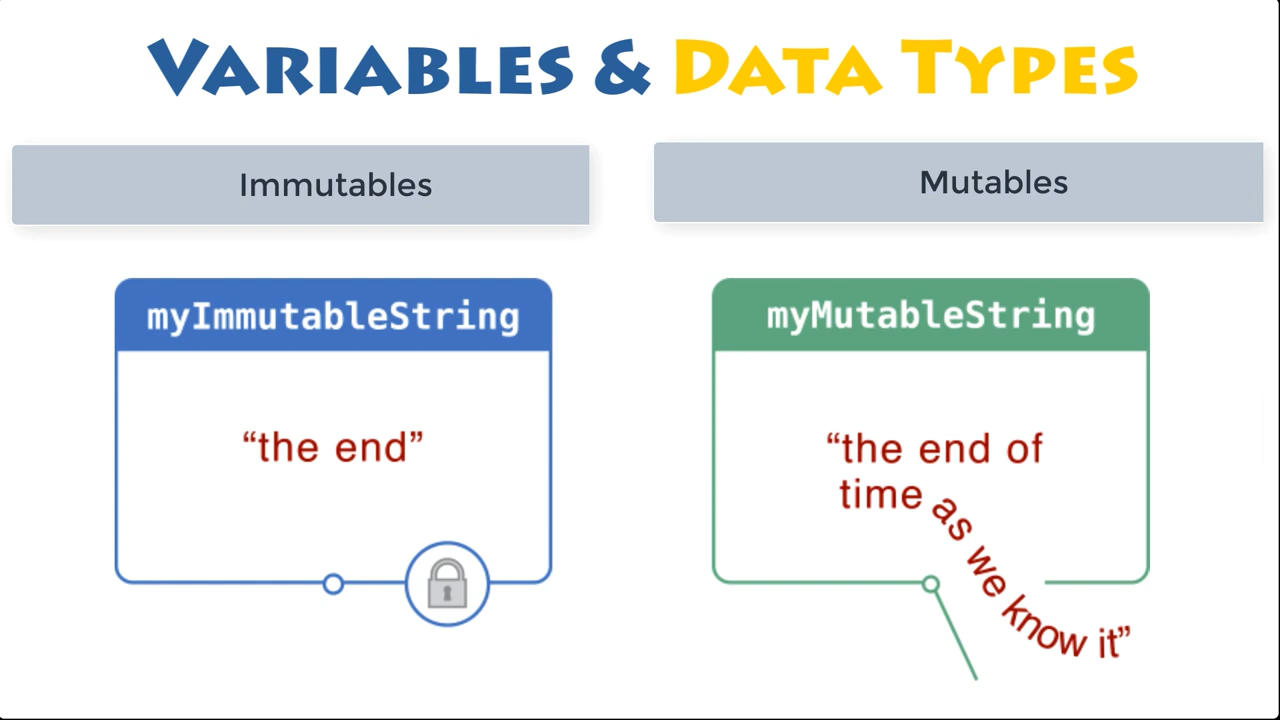 VARIABLES & DATA TYPES
Immutables
Mutables
myImmutableString
“the end”
myMutableString
“the end of
time as we know it”